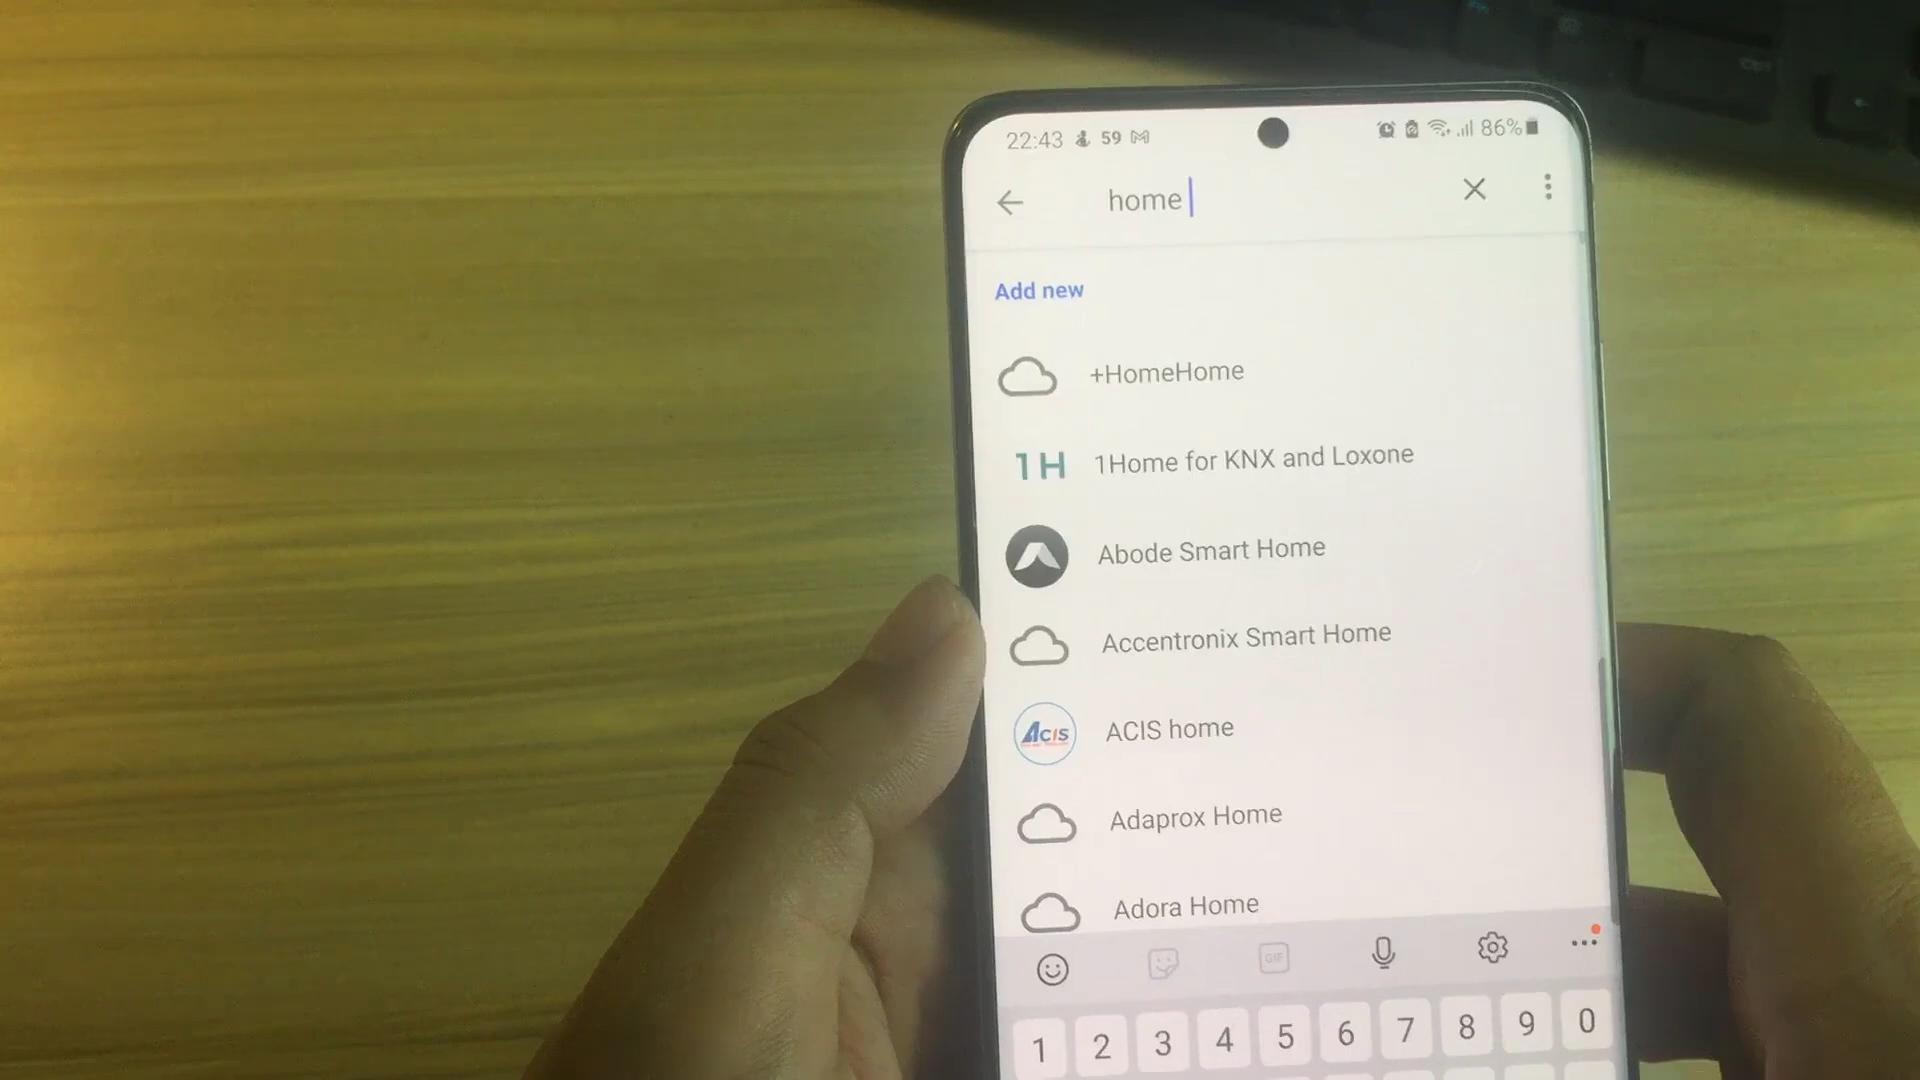 22:43 59 86%
home
Add new
+HomeHome
1H 1Home for KNX and Loxone
Abode Smart Home
Accentronix Smart Home
ACIS ACIS home
Adaprox Home
Adora Home
GIF
1 2 3 4 5 6 7 8 9 0